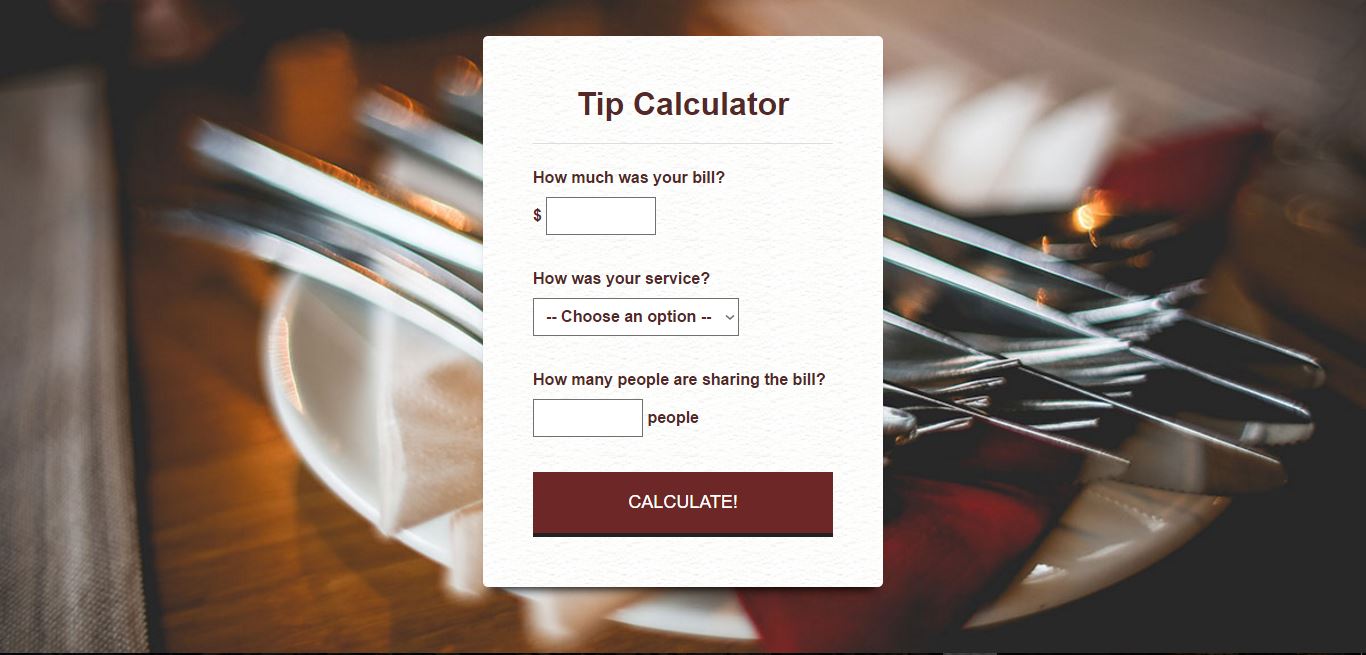 Tip Calculator
How much was your bill?
$
How was your service?
-- Choose an option --
How many people are sharing the bill?
people
CALCULATE!